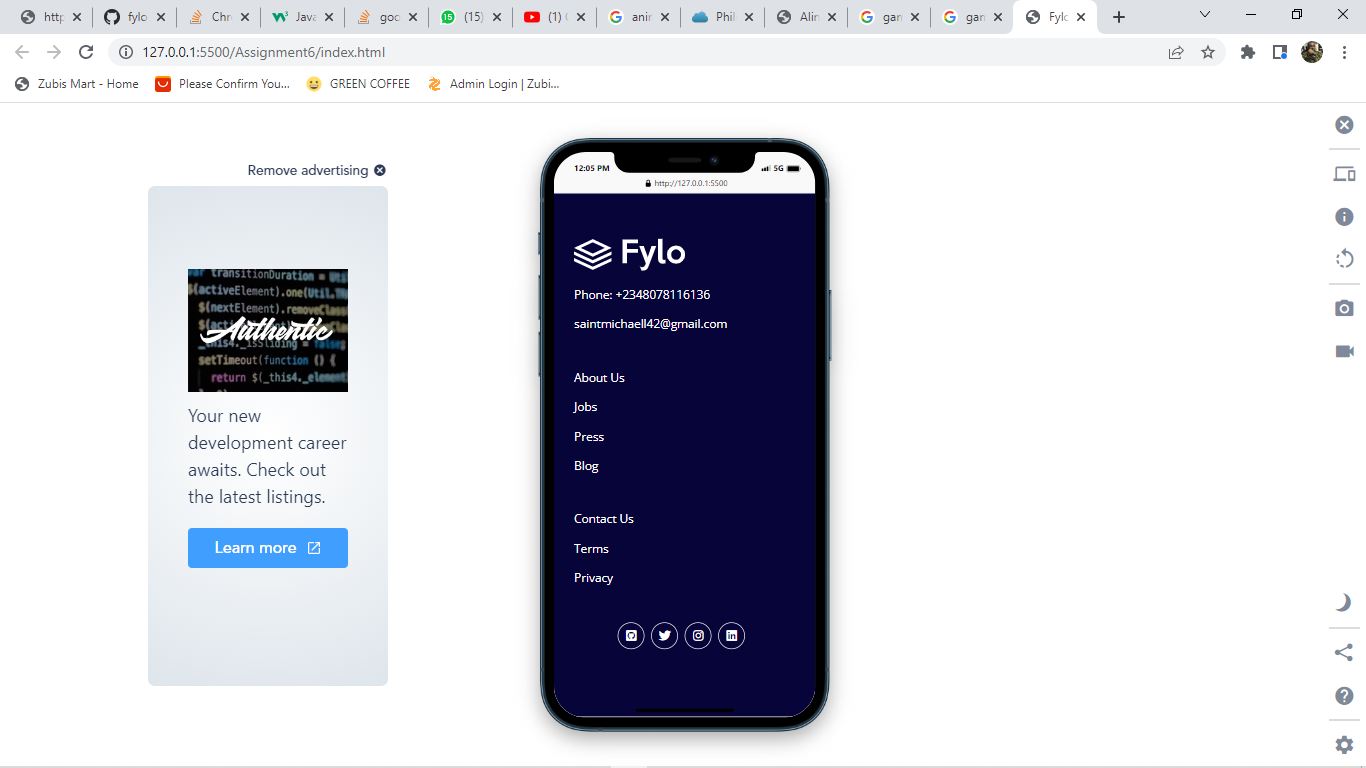 http
fylo
Chr
Java
goo
(15)
(1)
anir
Phil
Alin
gan
gan
Fylo
127.0.0.1:5500/Assignment6/index.html
Zubis Mart - Home
Please Confirm You...
GREEN COFFEE
Admin Login | Zubi...
Remove advertising
var transitionDuration = Uti
$(activeElement).one(Util.TR
$(nextElement).removeClas
Authentic
setTimeout(function () {
return $(_this4._element
Your new
development career
awaits. Check out
the latest listings.
Learn more
12:05 PM
5G
http://127.0.0.1:5500
Fylo
Phone: +2348078116136
saintmichaell42@gmail.com
About Us
Jobs
Press
Blog
Contact Us
Terms
Privacy